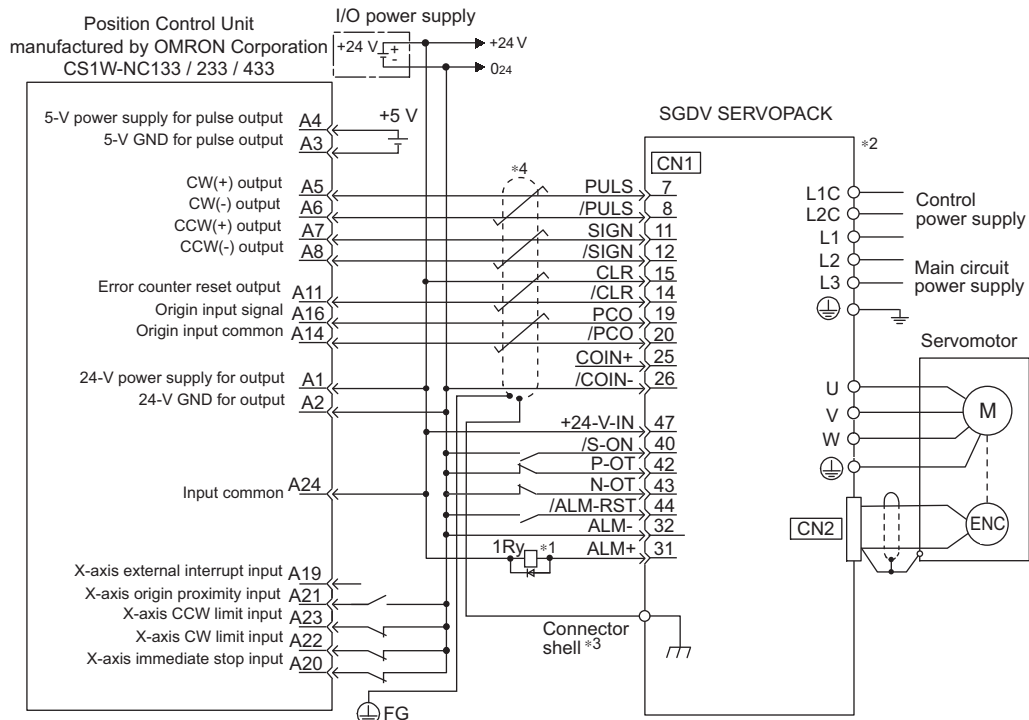 I/O power supply
Position Control Unit
manufactured by OMRON Corporation
CS1W-NC133 / 233 / 433
+24 V
+
-
+24 V
024
SGDV SERVOPACK
*2
5-V power supply for pulse output A4
+5 V
5-V GND for pulse output A3
*4
CN1
CW(+) output A5
PULS 7
CW(-) output A6
/PULS 8
CCW(+) output A7
SIGN 11
CCW(-) output A8
/SIGN 12
CLR 15
Error counter reset output A11
/CLR 14
Origin input signal A16
PCO 19
Origin input common A14
/PCO 20
COIN+ 25
/COIN- 26
24-V power supply for output A1
24-V GND for output A2
+24-V-IN 47
/S-ON 40
P-OT 42
Input common A24
N-OT 43
/ALM-RST 44
ALM- 32
1Ry *1 ALM+ 31
L1C
L2C
Control
power supply
L1
L2
L3
Main circuit
power supply
Servomotor
U
V
W
M
CN2
ENC
X-axis external interrupt input A19
X-axis origin proximity input A21
X-axis CCW limit input A23
X-axis CW limit input A22
X-axis immediate stop input A20
Connector
shell *3
FG